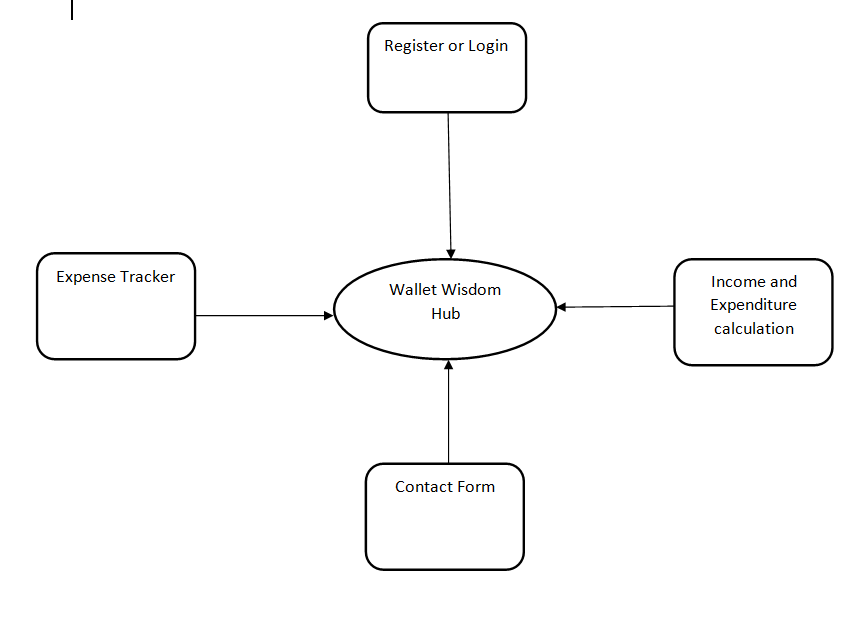 Register or Login
Expense Tracker
Wallet Wisdom
Hub
Income and
Expenditure
calculation
Contact Form